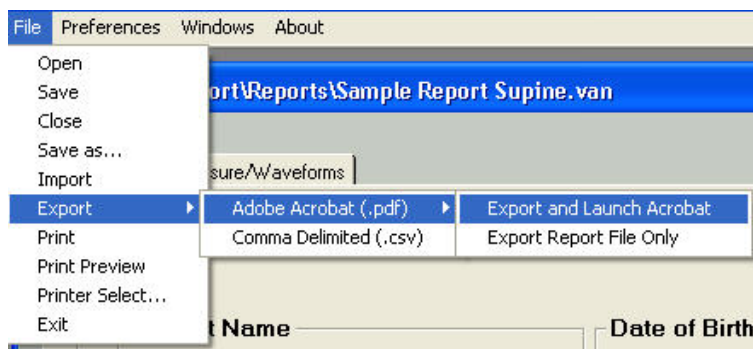 File Preferences Windows About
Open
Save
ort\Reports\Sample Report Supine.van
Close
Save as...
sure/Waveforms
Import
Export Adobe Acrobat (.pdf) Export and Launch Acrobat
Print Comma Delimited (.csv) Export Report File Only
Print Preview
Printer Select...
Exit
t Name Date of Birth